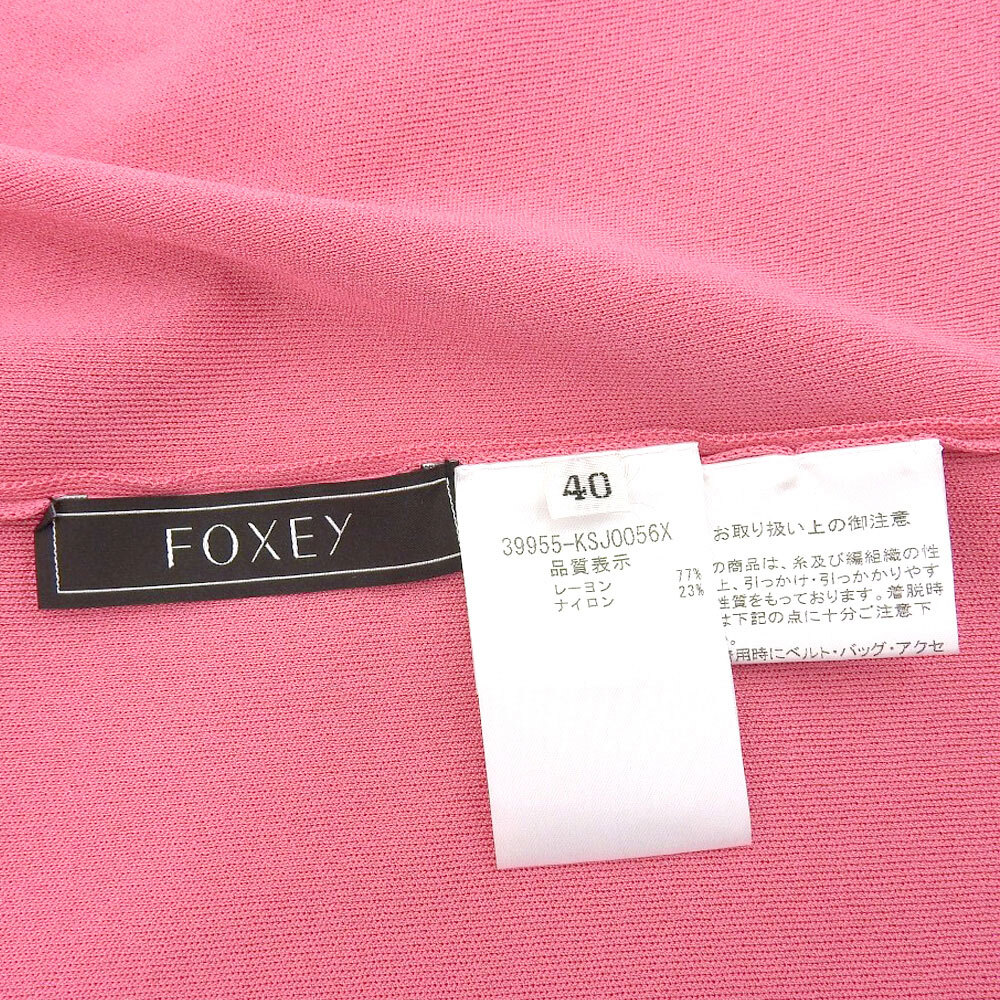 FOXEY
40
39955-KSJ0056X
品質表示
レーヨン 77%
ナイロン 23%
お取り扱い上の御注意
の商品は、糸及び編組織の性
上、引っかけ・引っかかりやす
性質をもっております。着脱時
は下記の点に十分ご注意下
。
用時にベルト・バッグ・アクセ